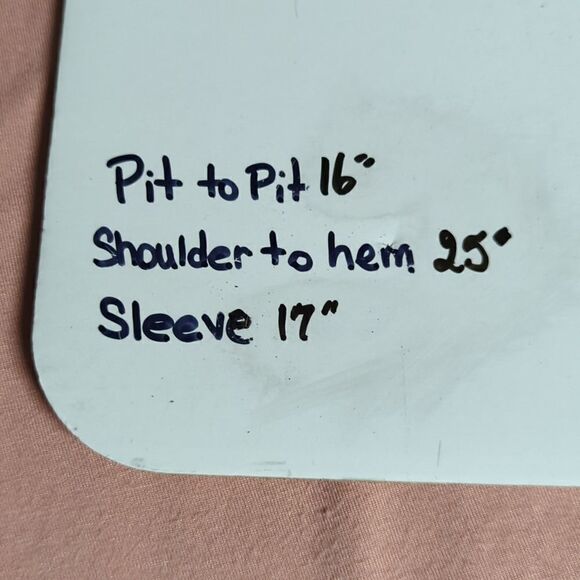 Pit to Pit 16"
Shoulder to hem 25"
Sleeve 17"